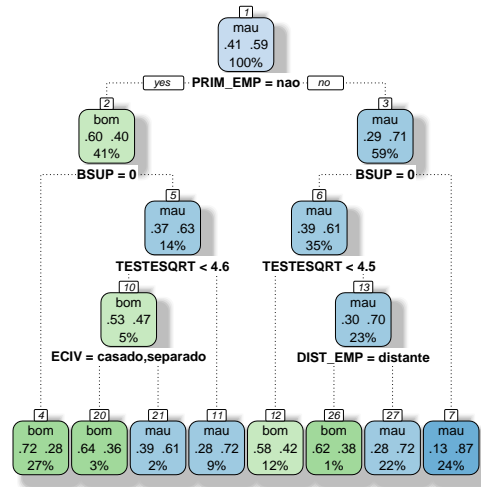 1
mau
.41 .59
100%
yes PRIM_EMP = nao no
2 3
bom mau
.60 .40 .29 .71
41% 59%
BSUP = 0 BSUP = 0
5 6
mau mau
.37 .63 .39 .61
14% 35%
TESTESQRT < 4.6 TESTESQRT < 4.5
10 13
bom mau
.53 .47 .30 .70
5% 23%
ECIV = casado,separado DIST_EMP = distante
4 20 21 11 12 26 27 7
bom bom mau mau bom bom mau mau
.72 .28 .64 .36 .39 .61 .28 .72 .58 .42 .62 .38 .28 .72 .13 .87
27% 3% 2% 9% 12% 1% 22% 24%